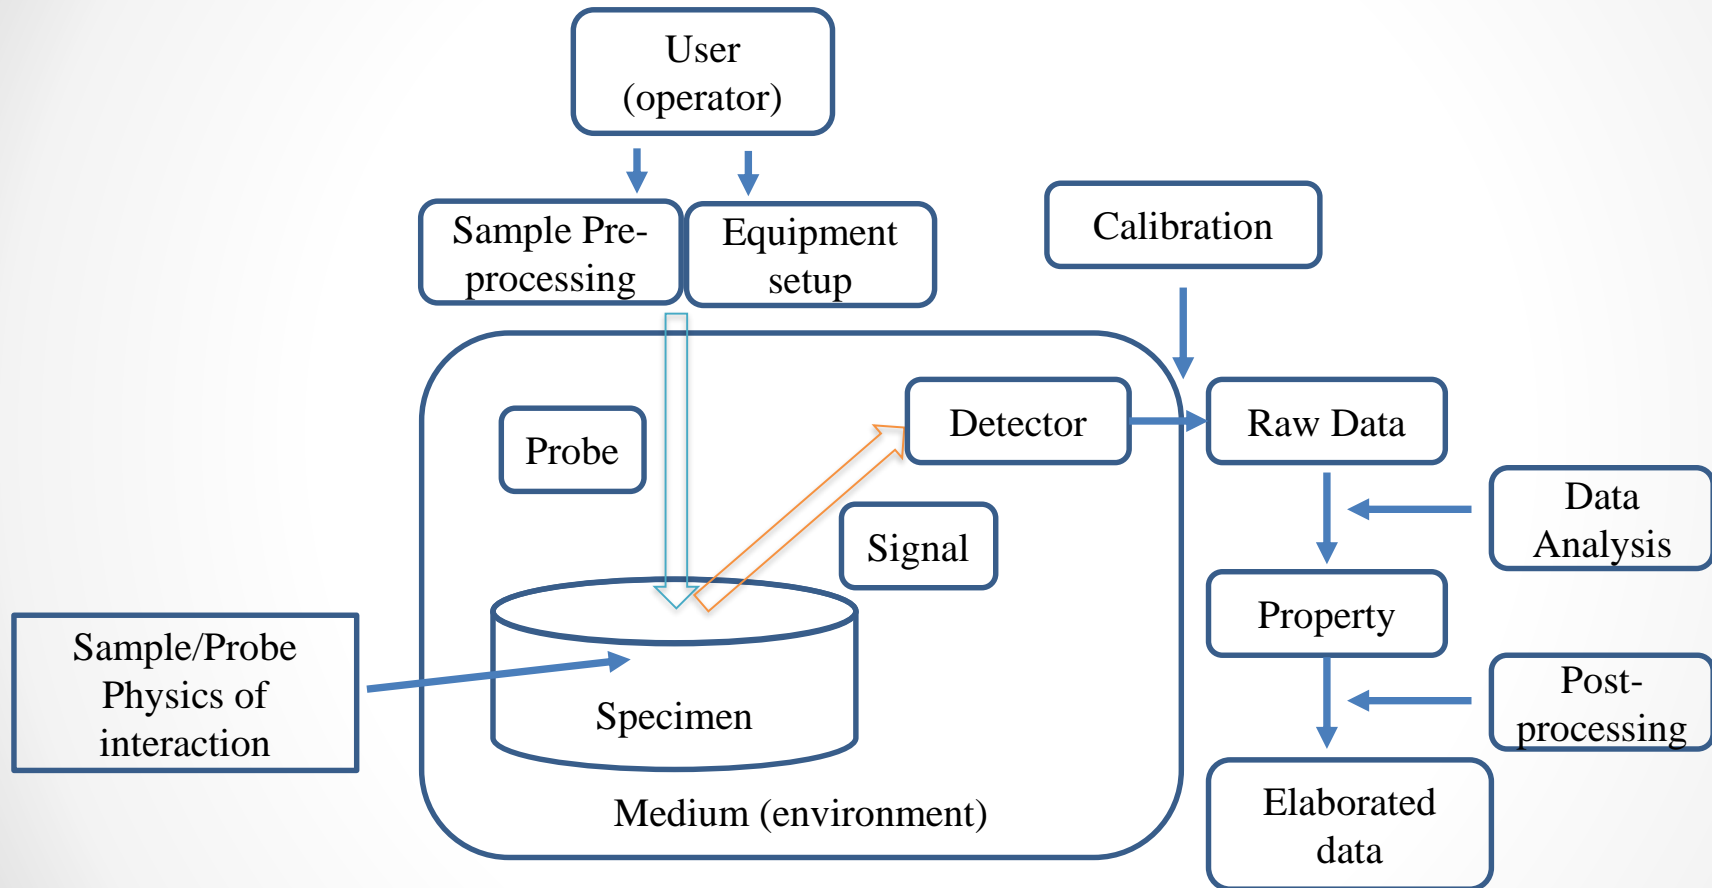 User
(operator)
Sample Pre-
processing
Equipment
setup
Calibration
Probe
Detector
Raw Data
Signal
Data
Analysis
Property
Sample/Probe
Physics of
interaction
Specimen
Post-
processing
Medium (environment)
Elaborated
data